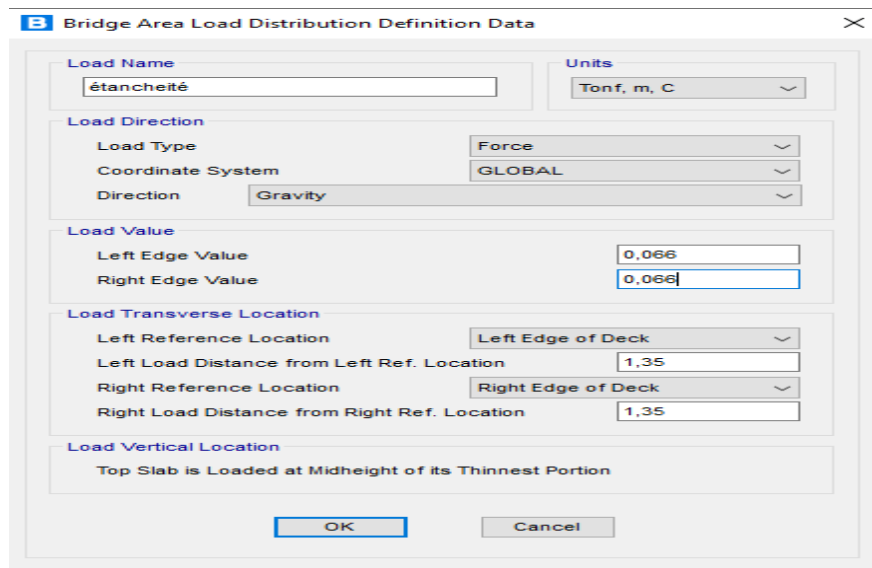 B Bridge Area Load Distribution Definition Data
Load Name Units
étancheité Tonf, m, C
Load Direction
Load Type Force
Coordinate System GLOBAL
Direction Gravity
Load Value
Left Edge Value 0,066
Right Edge Value 0,066
Load Transverse Location
Left Reference Location Left Edge of Deck
Left Load Distance from Left Ref. Location 1,35
Right Reference Location Right Edge of Deck
Right Load Distance from Right Ref. Location 1,35
Load Vertical Location
Top Slab is Loaded at Midheight of its Thinnest Portion
OK Cancel